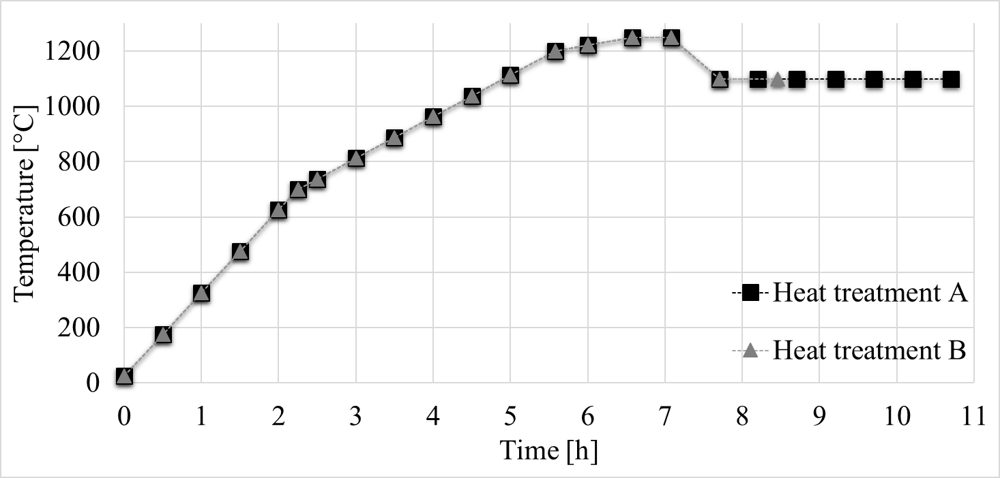 1200
1000
800
600
400
200
0
Temperature [°C]
Heat treatment A
Heat treatment B
0 1 2 3 4 5 6 7 8 9 10 11
Time [h]